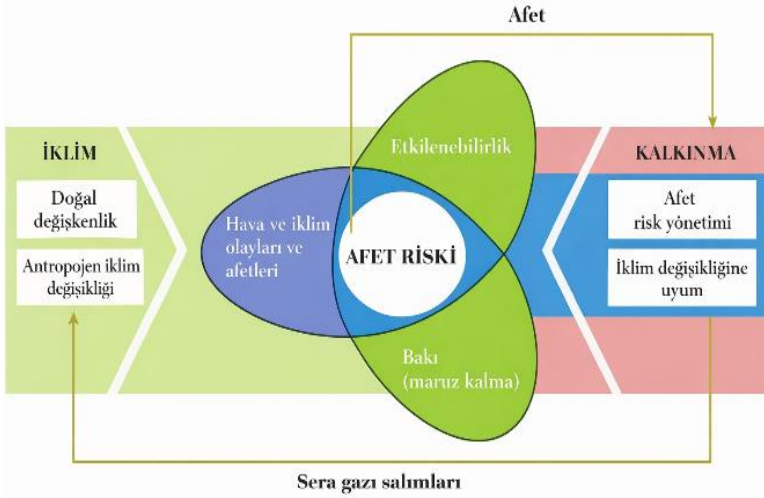 Afet
İKLİM
Doğal
değişkenlik
Antropojen iklim
değişikliği
Hava ve iklim
olayları ve
afetleri
Etkilenebilirlik
AFET RİSKİ
Bakı
(maruz kalma)
KALKINMA
Afet
risk yönetimi
İklim değişikliğine
uyum
Sera gazı salımları